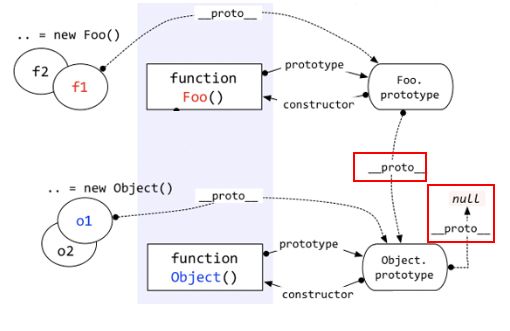 __proto__
.. = new Foo()
f2
f1
function
Foo()
prototype
constructor
Foo.
prototype
__proto__
.. = new Object()
o1
o2
__proto__
null
__proto__
function
Object()
prototype
constructor
Object.
prototype